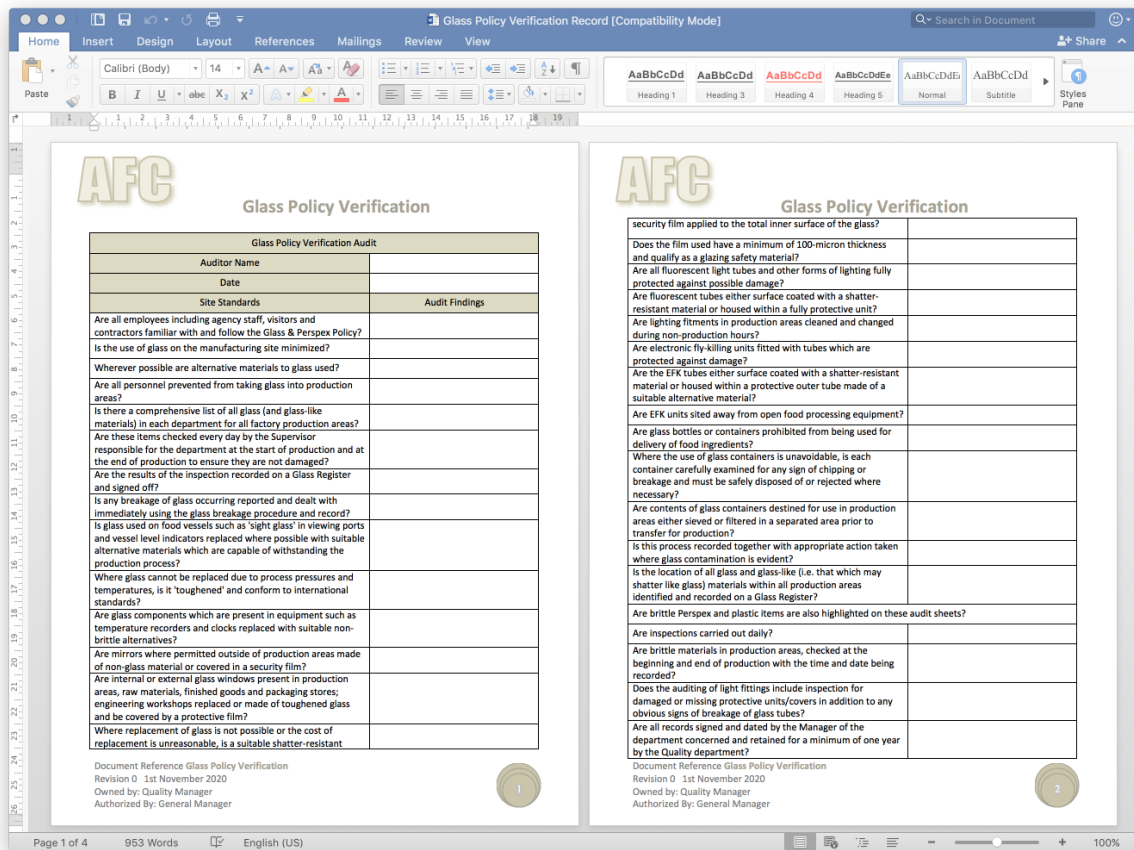 Glass Policy Verification Record [Compatibility Mode]
Search in Document
Home Insert Design Layout References Mailings Review View
Share
Paste
Calibri (Body) 14
AaBbCcDd AaBbCcDd AaBbCcDd AaBbCcDdEe AaBbCcDdEe AaBbCcDd
Heading 1 Heading 3 Heading 4 Heading 5 Normal Subtitle
Styles
Pane
AFC
Glass Policy Verification
Glass Policy Verification Audit
Auditor Name
Date
Site Standards Audit Findings
Are all employees including agency staff, visitors and
contractors familiar with and follow the Glass & Perspex Policy?
Is the use of glass on the manufacturing site minimized?
Wherever possible are alternative materials to glass used?
Are all personnel prevented from taking glass into production
areas?
Is there a comprehensive list of all glass (and glass-like
materials) in each department for all factory production areas?
Are these items checked every day by the Supervisor
responsible for the department at the start of production and at
the end of production to ensure they are not damaged?
Are the results of the inspection recorded on a Glass Register
and signed off?
Is any breakage of glass occurring reported and dealt with
immediately using the glass breakage procedure and record?
Is glass used on food vessels such as 'sight glass' in viewing ports
and vessel level indicators replaced where possible with suitable
alternative materials which are capable of withstanding the
production process?
Where glass cannot be replaced due to process pressures and
temperatures, is it 'toughened' and conform to international
standards?
Are glass components which are present in equipment such as
temperature recorders and clocks replaced with suitable non-
brittle alternatives?
Are mirrors where permitted outside of production areas made
of non-glass material or covered in a security film?
Are internal or external glass windows present in production
areas, raw materials, finished goods and packaging stores;
engineering workshops replaced or made of toughened glass
and be covered by a protective film?
Where replacement of glass is not possible or the cost of
replacement is unreasonable, is a suitable shatter-resistant
Document Reference Glass Policy Verification
Revision 0 1st November 2020
Owned by: Quality Manager
Authorized By: General Manager
1
AFC
Glass Policy Verification
security film applied to the total inner surface of the glass?
Does the film used have a minimum of 100-micron thickness
and qualify as a glazing safety material?
Are all fluorescent light tubes and other forms of lighting fully
protected against possible damage?
Are fluorescent tubes either surface coated with a shatter-
resistant material or housed within a fully protective unit?
Are lighting fitments in production areas cleaned and changed
during non-production hours?
Are electronic fly-killing units fitted with tubes which are
protected against damage?
Are the EFK tubes either surface coated with a shatter-resistant
material or housed within a protective outer tube made of a
suitable alternative material?
Are EFK units sited away from open food processing equipment?
Are glass bottles or containers prohibited from being used for
delivery of food ingredients?
Where the use of glass containers is unavoidable, is each
container carefully examined for any sign of chipping or
breakage and must be safely disposed of or rejected where
necessary?
Are contents of glass containers destined for use in production
areas either sieved or filtered in a separated area prior to
transfer for production?
Is this process recorded together with appropriate action taken
where glass contamination is evident?
Is the location of all glass and glass-like (i.e. that which may
shatter like glass) materials within all production areas
identified and recorded on a Glass Register?
Are brittle Perspex and plastic items are also highlighted on these audit sheets?
Are inspections carried out daily?
Are brittle materials in production areas, checked at the
beginning and end of production with the time and date being
recorded?
Does the auditing of light fittings include inspection for
damaged or missing protective units/covers in addition to any
obvious signs of breakage of glass tubes?
Are all records signed and dated by the Manager of the
department concerned and retained for a minimum of one year
by the Quality department?
Document Reference Glass Policy Verification
Revision 0 1st November 2020
Owned by: Quality Manager
Authorized By: General Manager
2
Page 1 of 4 953 Words English (US) 100%